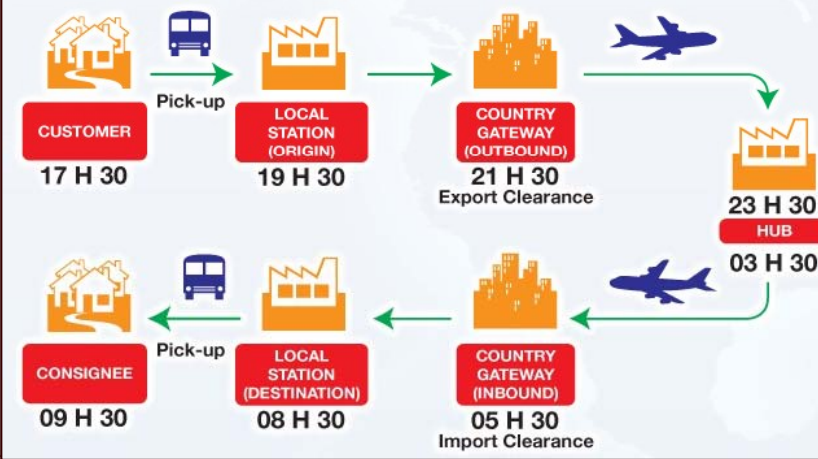 Pick-up
CUSTOMER
17 H 30
LOCAL
STATION
(ORIGIN)
19 H 30
COUNTRY
GATEWAY
(OUTBOUND)
21 H 30
Export Clearance
23 H 30
HUB
03 H 30
Pick-up
CONSIGNEE
09 H 30
LOCAL
STATION
(DESTINATION)
08 H 30
COUNTRY
GATEWAY
(INBOUND)
05 H 30
Import Clearance